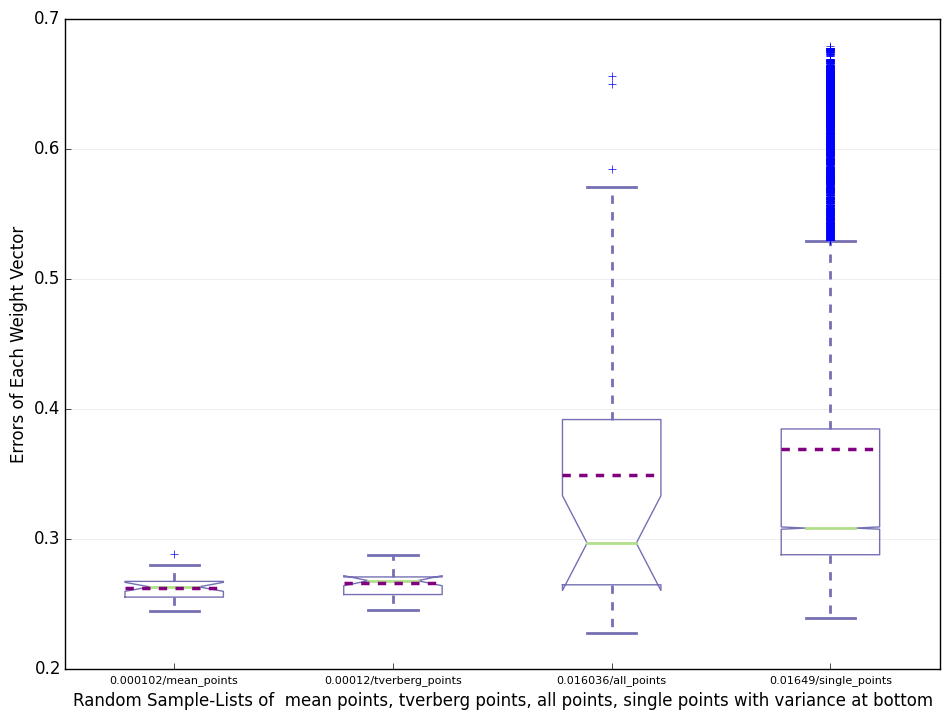 0.7
0.6
0.5
0.4
0.3
0.2
Errors of Each Weight Vector
0.000102/mean_points 0.00012/tverberg_points 0.016036/all_points 0.01649/single_points
Random Sample-Lists of  mean points, tverberg points, all points, single points with variance at bottom